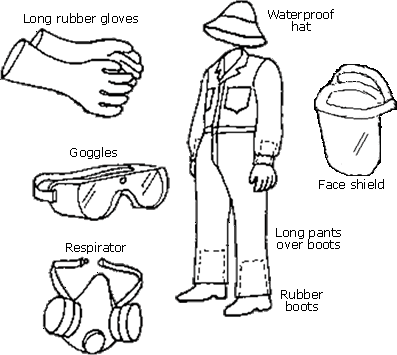 Long rubber gloves
Waterproof
hat
Goggles
Face shield
Respirator
Long pants
over boots
Rubber
boots